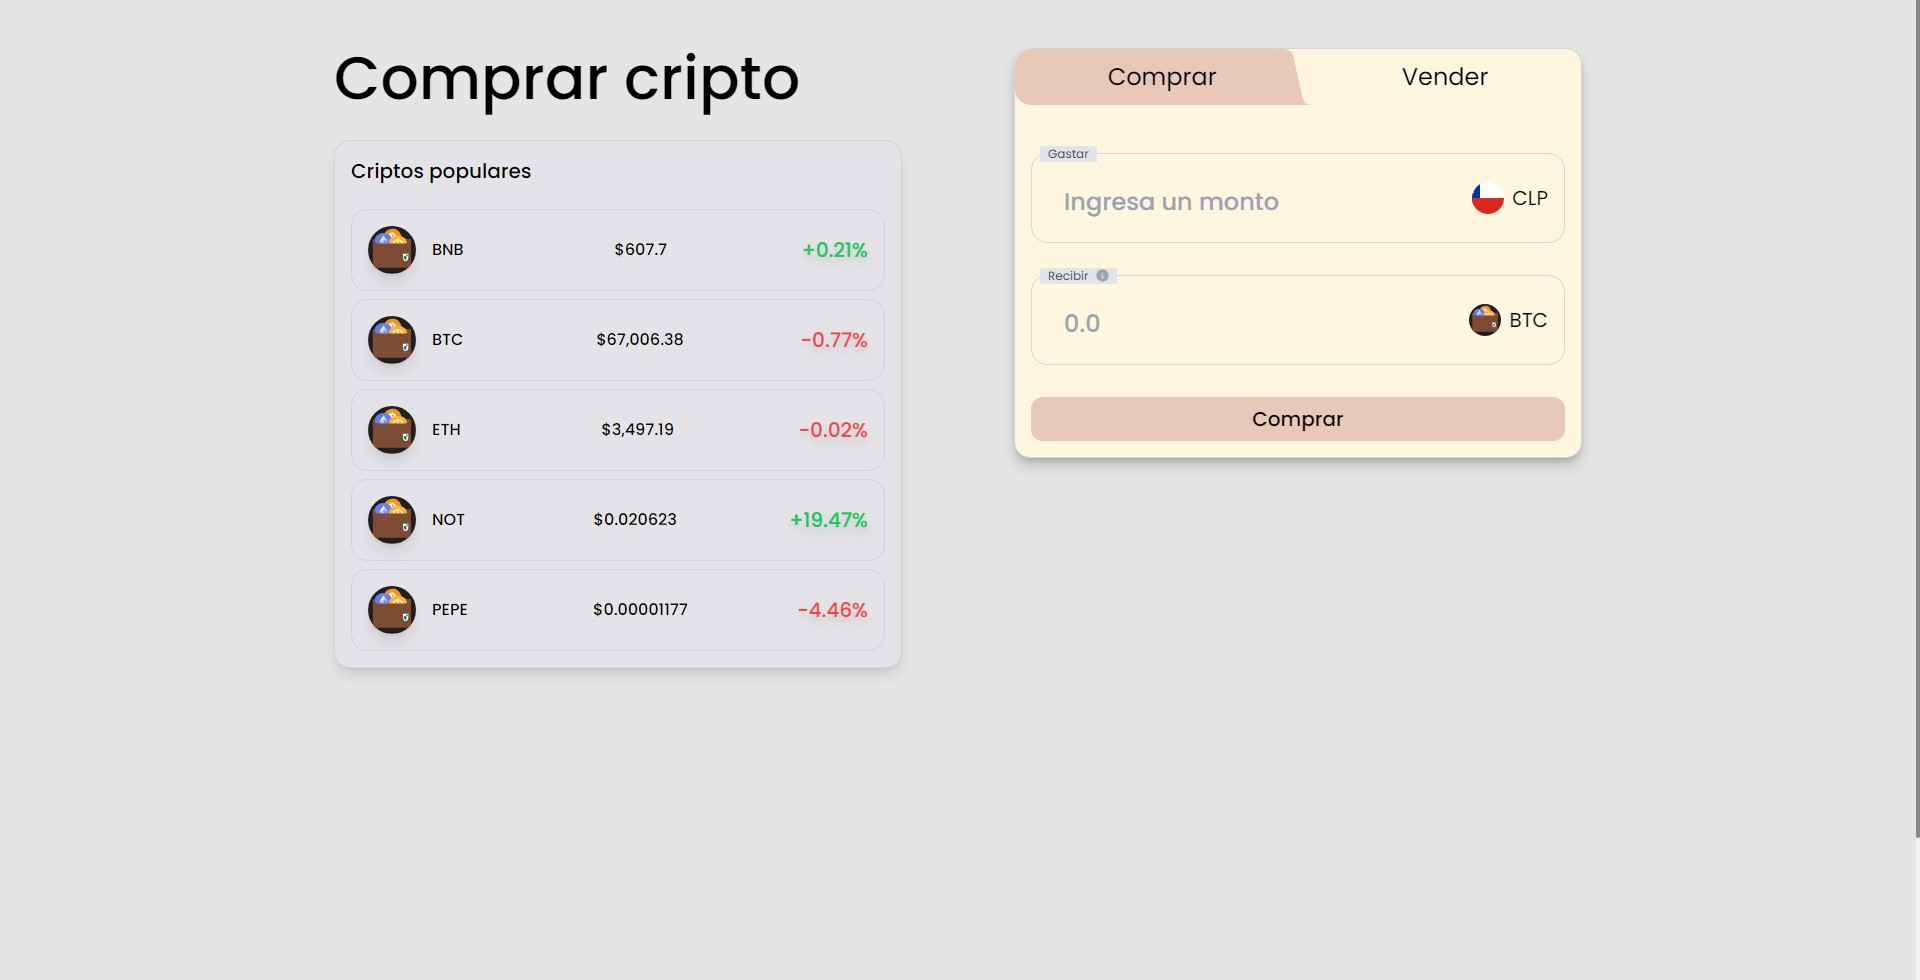 Comprar cripto
Criptos populares
BNB $607.7 +0.21%
BTC $67,006.38 -0.77%
ETH $3,497.19 -0.02%
NOT $0.020623 +19.47%
PEPE $0.00001177 -4.46%
Comprar Vender
Gastar
Ingresa un monto CLP
Recibir
0.0 BTC
Comprar